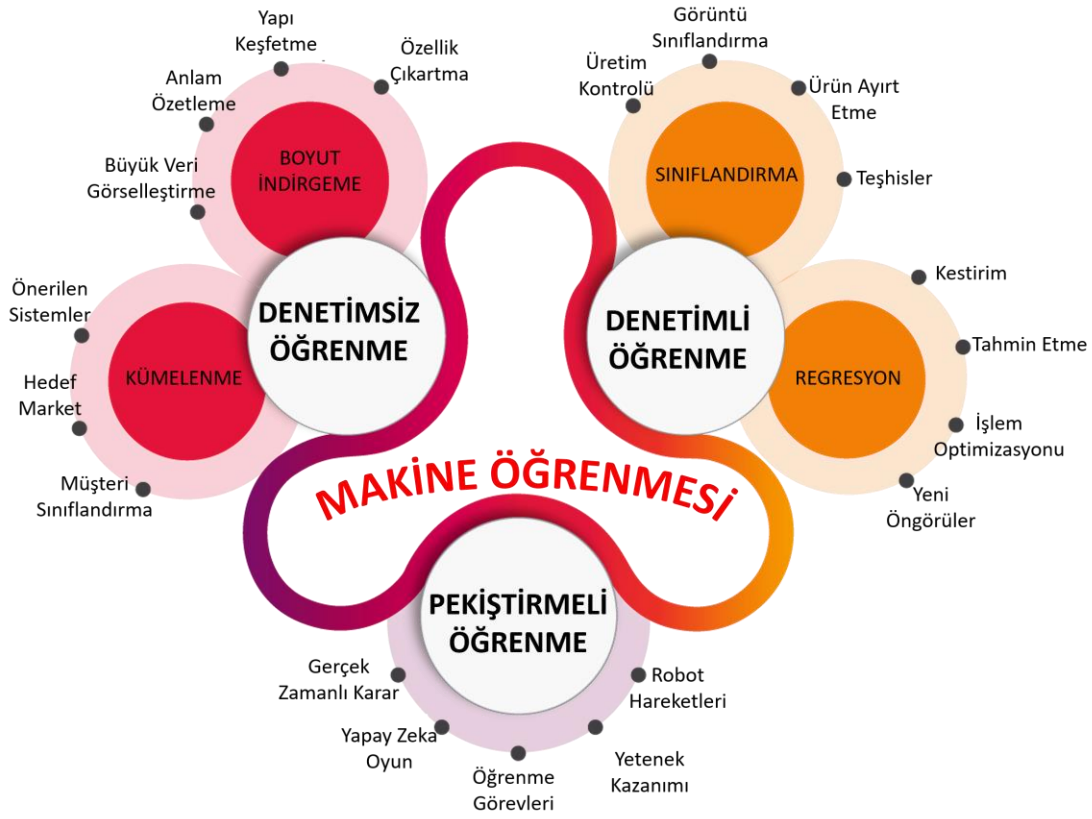 Yapı
Keşfetme
Özellik
Çıkartma
Anlam
Özetleme
Büyük Veri
Görselleştirme
BOYUT
İNDİRGEME
Görüntü
Sınıflandırma
Üretim
Kontrolü
Ürün Ayırt
Etme
Teşhisler
SINIFLANDIRMA
Önerilen
Sistemler
Hedef
Market
Müşteri
Sınıflandırma
KÜMELENME
DENETİMSİZ
ÖĞRENME
DENETİMLİ
ÖĞRENME
REGRESYON
Kestirim
Tahmin Etme
İşlem
Optimizasyonu
Yeni
Öngörüler
MAKİNE ÖĞRENMESİ
PEKİŞTİRMELİ
ÖĞRENME
Gerçek
Zamanlı Karar
Yapay Zeka
Oyun
Öğrenme
Görevleri
Yetenek
Kazanımı
Robot
Hareketleri